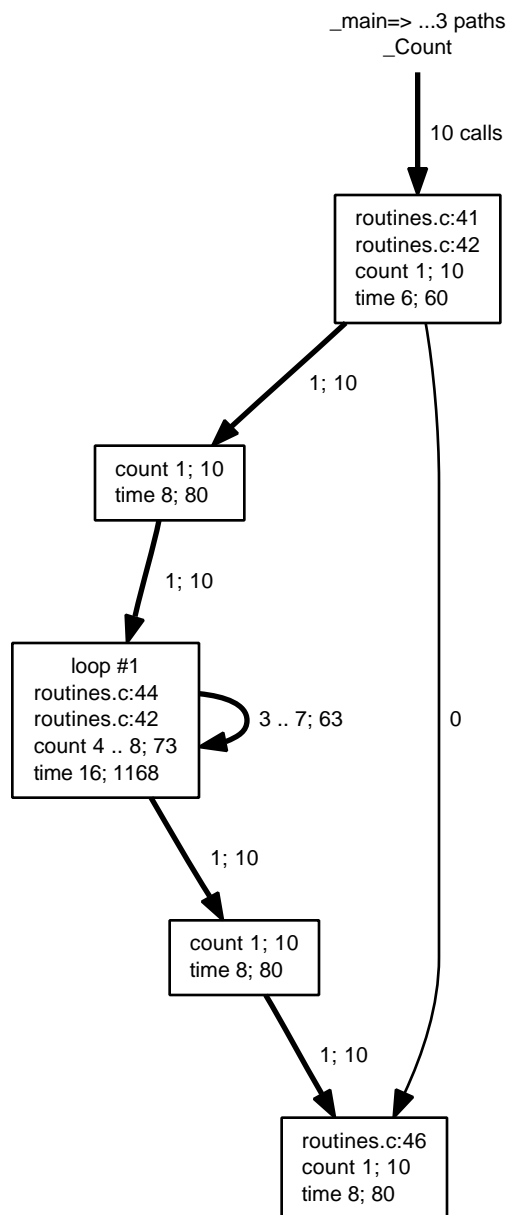 _main=> ...3 paths
_Count
10 calls
routines.c:41
routines.c:42
count 1; 10
time 6; 60
1; 10
count 1; 10
time 8; 80
1; 10
loop #1
routines.c:44
routines.c:42
count 4 .. 8; 73
time 16; 1168
3 .. 7; 63
0
1; 10
count 1; 10
time 8; 80
1; 10
routines.c:46
count 1; 10
time 8; 80